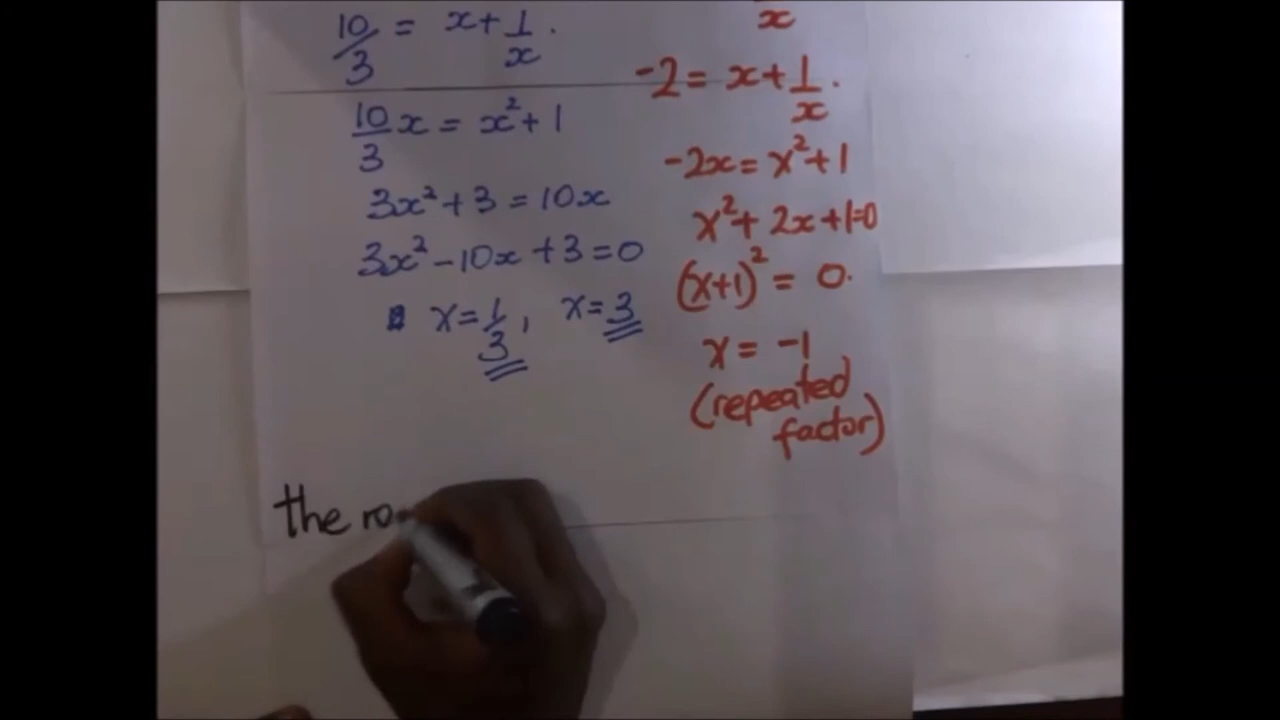 10/3 = x + 1/x .
10/3 x = x² + 1
3x² + 3 = 10x
3x² - 10x + 3 = 0
x = 1/3 , x = 3
x
-2 = x + 1/x .
-2x = x² + 1
x² + 2x + 1 = 0
(x+1)² = 0.
x = -1
(repeated
factor)
the ro